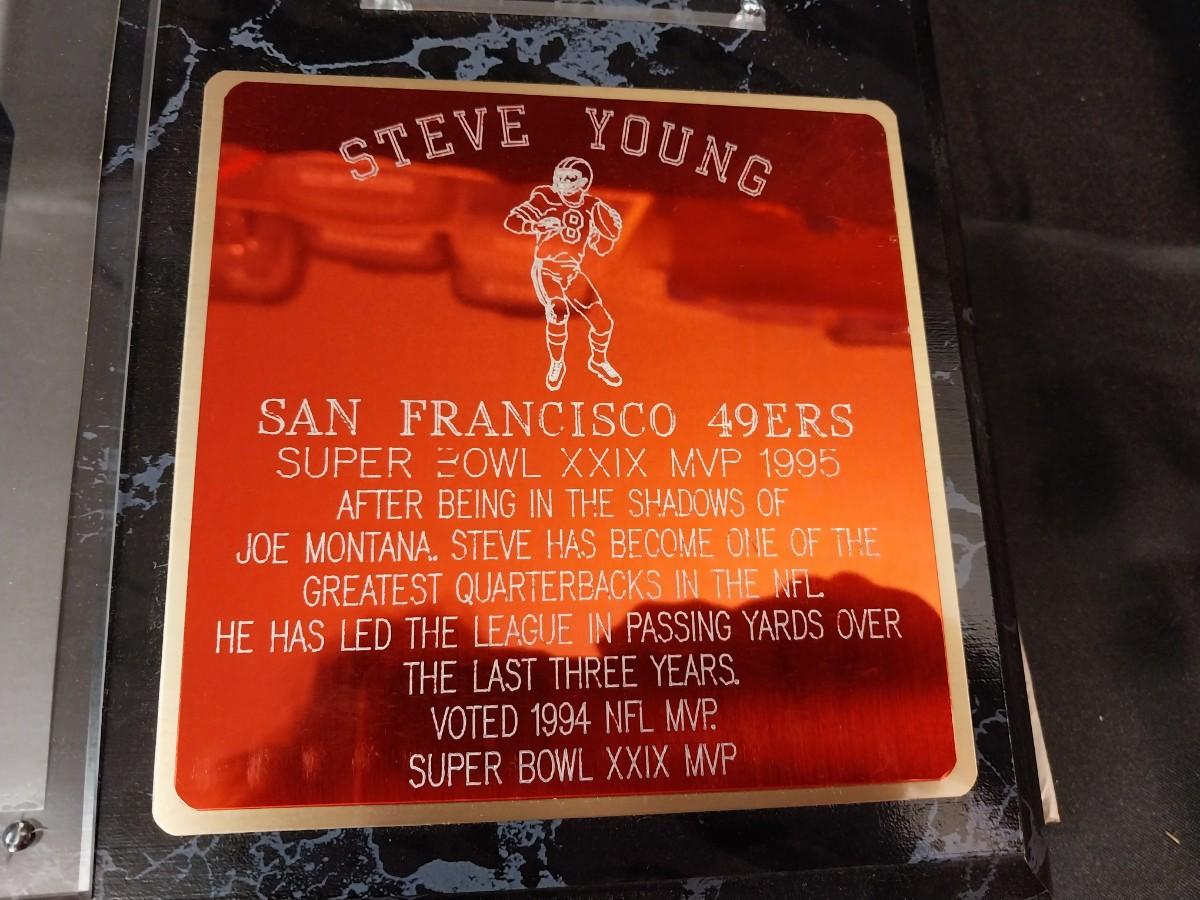 STEVE YOUNG
8
SAN FRANCISCO 49ERS
SUPER BOWL XXIX MVP 1995
AFTER BEING IN THE SHADOWS OF
JOE MONTANA. STEVE HAS BECOME ONE OF THE
GREATEST QUARTERBACKS IN THE NFL.
HE HAS LED THE LEAGUE IN PASSING YARDS OVER
THE LAST THREE YEARS.
VOTED 1994 NFL MVP.
SUPER BOWL XXIX MVP